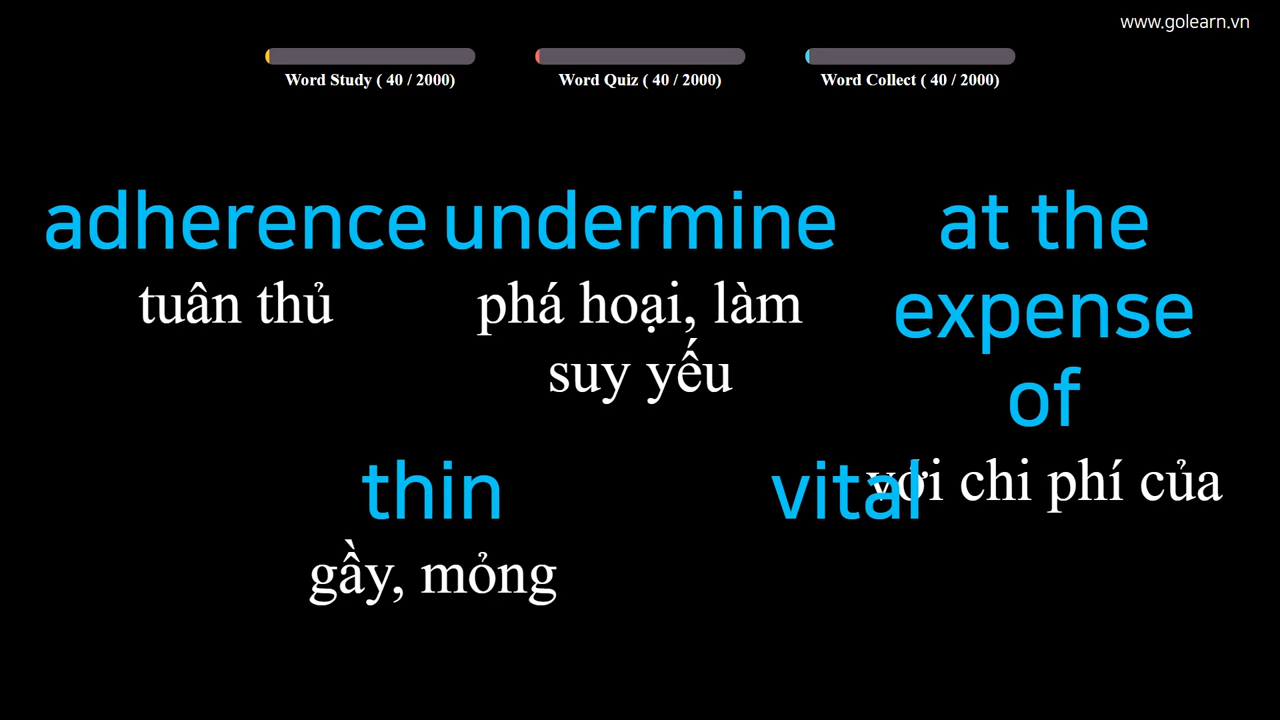 www.golearn.vn
Word Study ( 40 / 2000)
Word Quiz ( 40 / 2000)
Word Collect ( 40 / 2000)
adherence
tuân thủ
undermine
phá hoại, làm
suy yếu
at the
expense
of
với chi phí của
thin
gầy, mỏng
vital